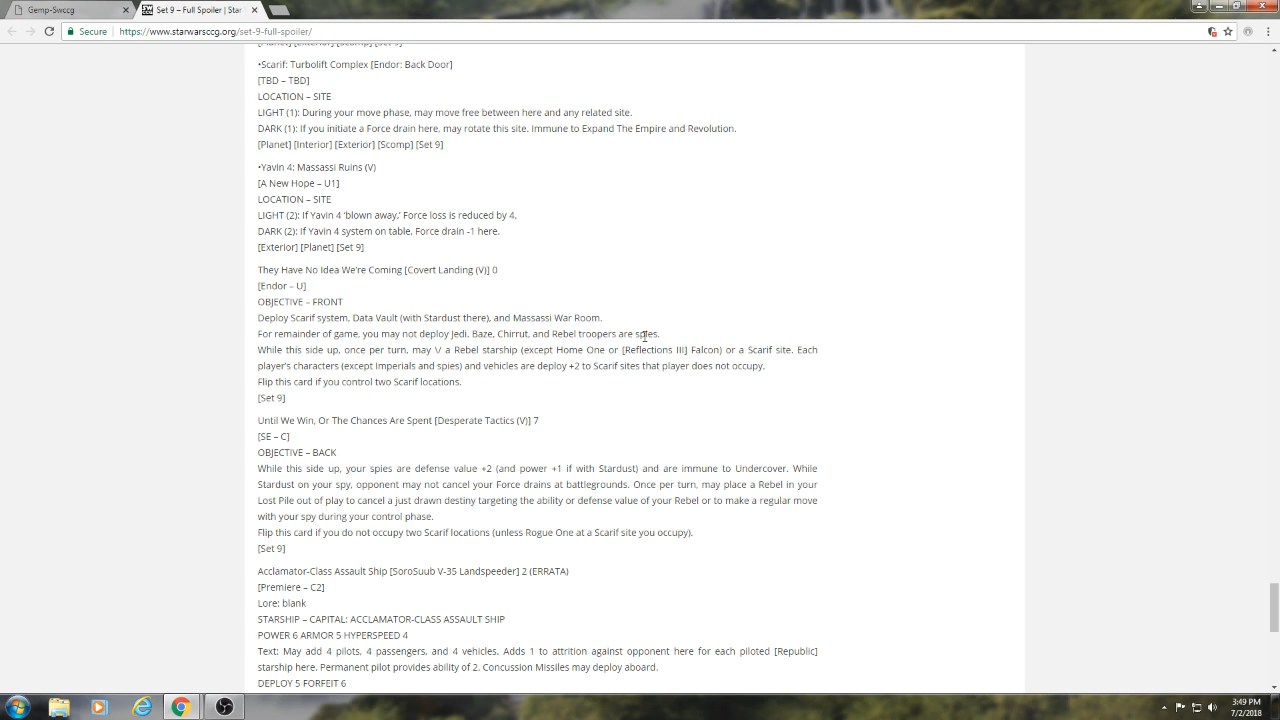 Gemp-Swccg
Set 9 – Full Spoiler | Star
Secure
https://www.starwarsccg.org/set-9-full-spoiler/
[Planet] [Exterior] [Scomp] [Set 9]
•Scarif: Turbolift Complex [Endor: Back Door]
[TBD – TBD]
LOCATION – SITE
LIGHT (1): During your move phase, may move free between here and any related site.
DARK (1): If you initiate a Force drain here, may rotate this site. Immune to Expand The Empire and Revolution.
[Planet] [Interior] [Exterior] [Scomp] [Set 9]
•Yavin 4: Massassi Ruins (V)
[A New Hope – U1]
LOCATION – SITE
LIGHT (2): If Yavin 4 ‘blown away,’ Force loss is reduced by 4.
DARK (2): If Yavin 4 system on table, Force drain -1 here.
[Exterior] [Planet] [Set 9]
They Have No Idea We’re Coming [Covert Landing (V)] 0
[Endor – U]
OBJECTIVE – FRONT
Deploy Scarif system, Data Vault (with Stardust there), and Massassi War Room.
For remainder of game, you may not deploy Jedi. Baze, Chirrut, and Rebel troopers are spies.
While this side up, once per turn, may \/ a Rebel starship (except Home One or [Reflections III] Falcon) or a Scarif site. Each
player’s characters (except Imperials and spies) and vehicles are deploy +2 to Scarif sites that player does not occupy.
Flip this card if you control two Scarif locations.
[Set 9]
Until We Win, Or The Chances Are Spent [Desperate Tactics (V)] 7
[SE – C]
OBJECTIVE – BACK
While this side up, your spies are defense value +2 (and power +1 if with Stardust) and are immune to Undercover. While
Stardust on your spy, opponent may not cancel your Force drains at battlegrounds. Once per turn, may place a Rebel in your
Lost Pile out of play to cancel a just drawn destiny targeting the ability or defense value of your Rebel or to make a regular move
with your spy during your control phase.
Flip this card if you do not occupy two Scarif locations (unless Rogue One at a Scarif site you occupy).
[Set 9]
Acclamator-Class Assault Ship [SoroSuub V-35 Landspeeder] 2 (ERRATA)
[Premiere – C2]
Lore: blank
STARSHIP – CAPITAL: ACCLAMATOR-CLASS ASSAULT SHIP
POWER 6 ARMOR 5 HYPERSPEED 4
Text: May add 4 pilots, 4 passengers, and 4 vehicles. Adds 1 to attrition against opponent here for each piloted [Republic]
starship here. Permanent pilot provides ability of 2. Concussion Missiles may deploy aboard.
DEPLOY 5 FORFEIT 6
3:49 PM
7/2/2018